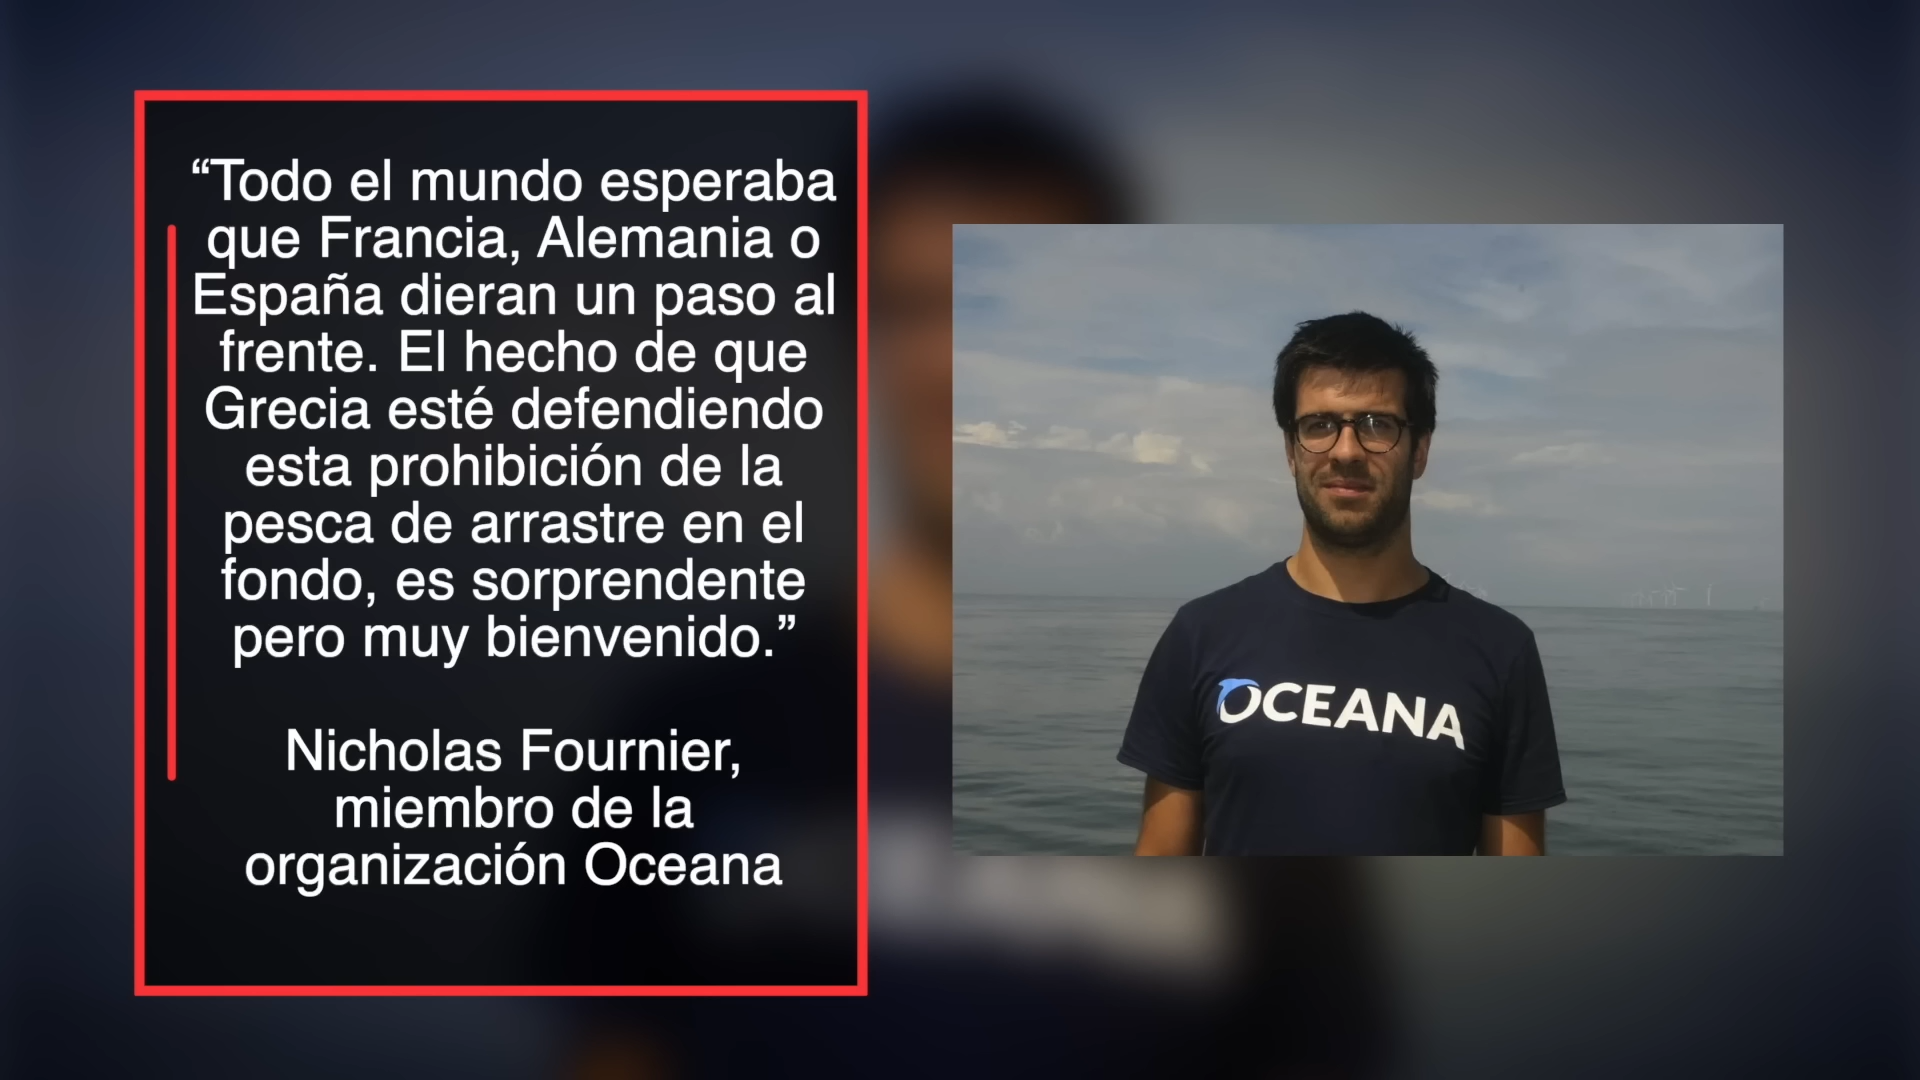 “Todo el mundo esperaba
que Francia, Alemania o
España dieran un paso al
frente. El hecho de que
Grecia esté defendiendo
esta prohibición de la
pesca de arrastre en el
fondo, es sorprendente
pero muy bienvenido.”
Nicholas Fournier,
miembro de la
organización Oceana
OCEANA